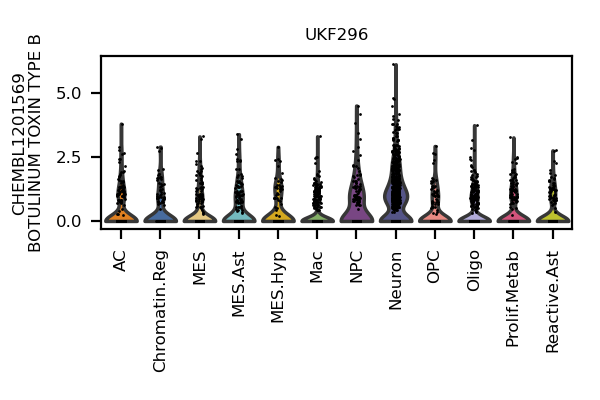 UKF296
CHEMBL1201569
BOTULINUM TOXIN TYPE B
5.0
2.5
0.0
AC
Chromatin.Reg
MES
MES.Ast
MES.Hyp
Mac
NPC
Neuron
OPC
Oligo
Prolif.Metab
Reactive.Ast